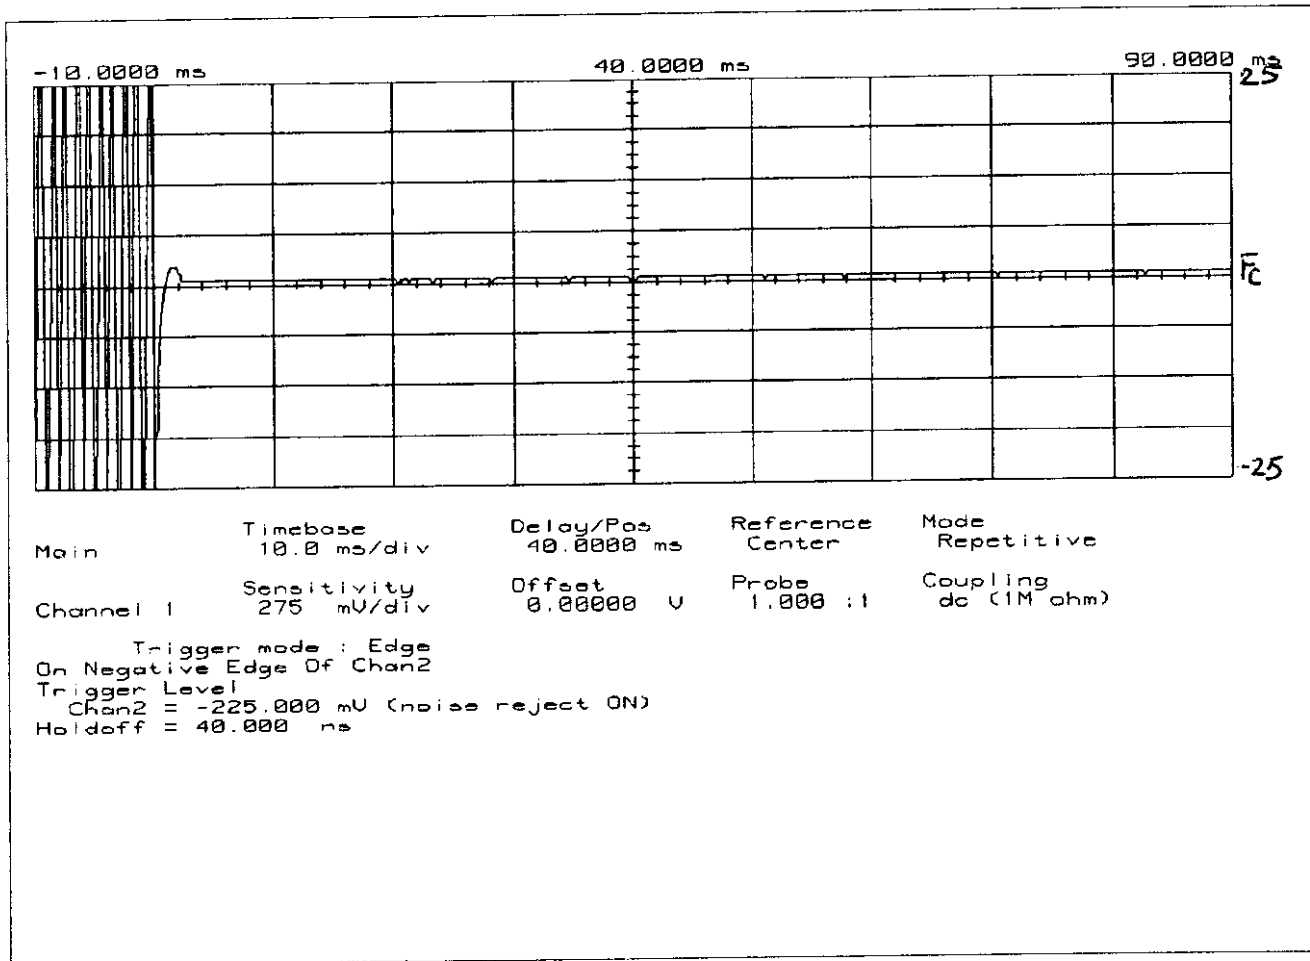 -10.0000 ms 40.0000 ms 90.0000 ms
25
Fc
-25
Timebase Delay/Pos Reference Mode
Main 10.0 ms/div 40.0000 ms Center Repetitive
Sensitivity Offset Probe Coupling
Channel 1 275 mV/div 0.00000 V 1.000 :1 dc (1M ohm)
Trigger mode : Edge
On Negative Edge Of Chan2
Trigger Level
Chan2 = -225.000 mV (noise reject ON)
Holdoff = 40.000 ns